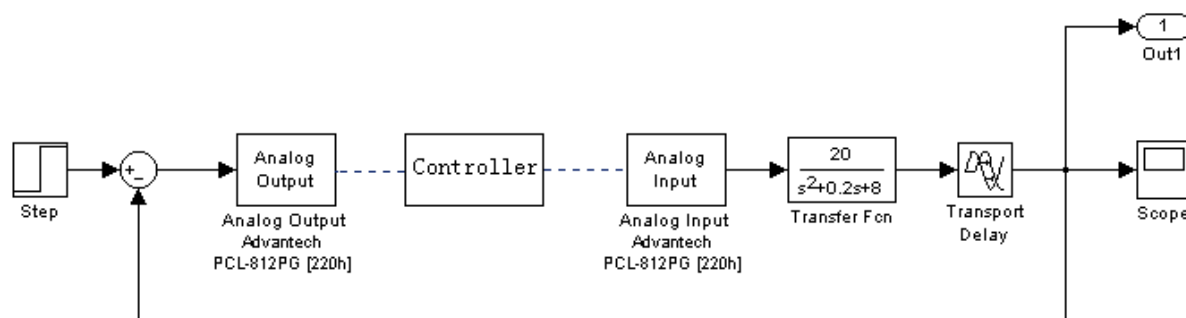 1
Out1
Step
+
−
Analog
Output
Analog Output
Advantech
PCL-812PG [220h]
Controller
Analog
Input
Analog Input
Advantech
PCL-812PG [220h]
20
s²+0.2s+8
Transfer Fcn
Transport
Delay
Scope